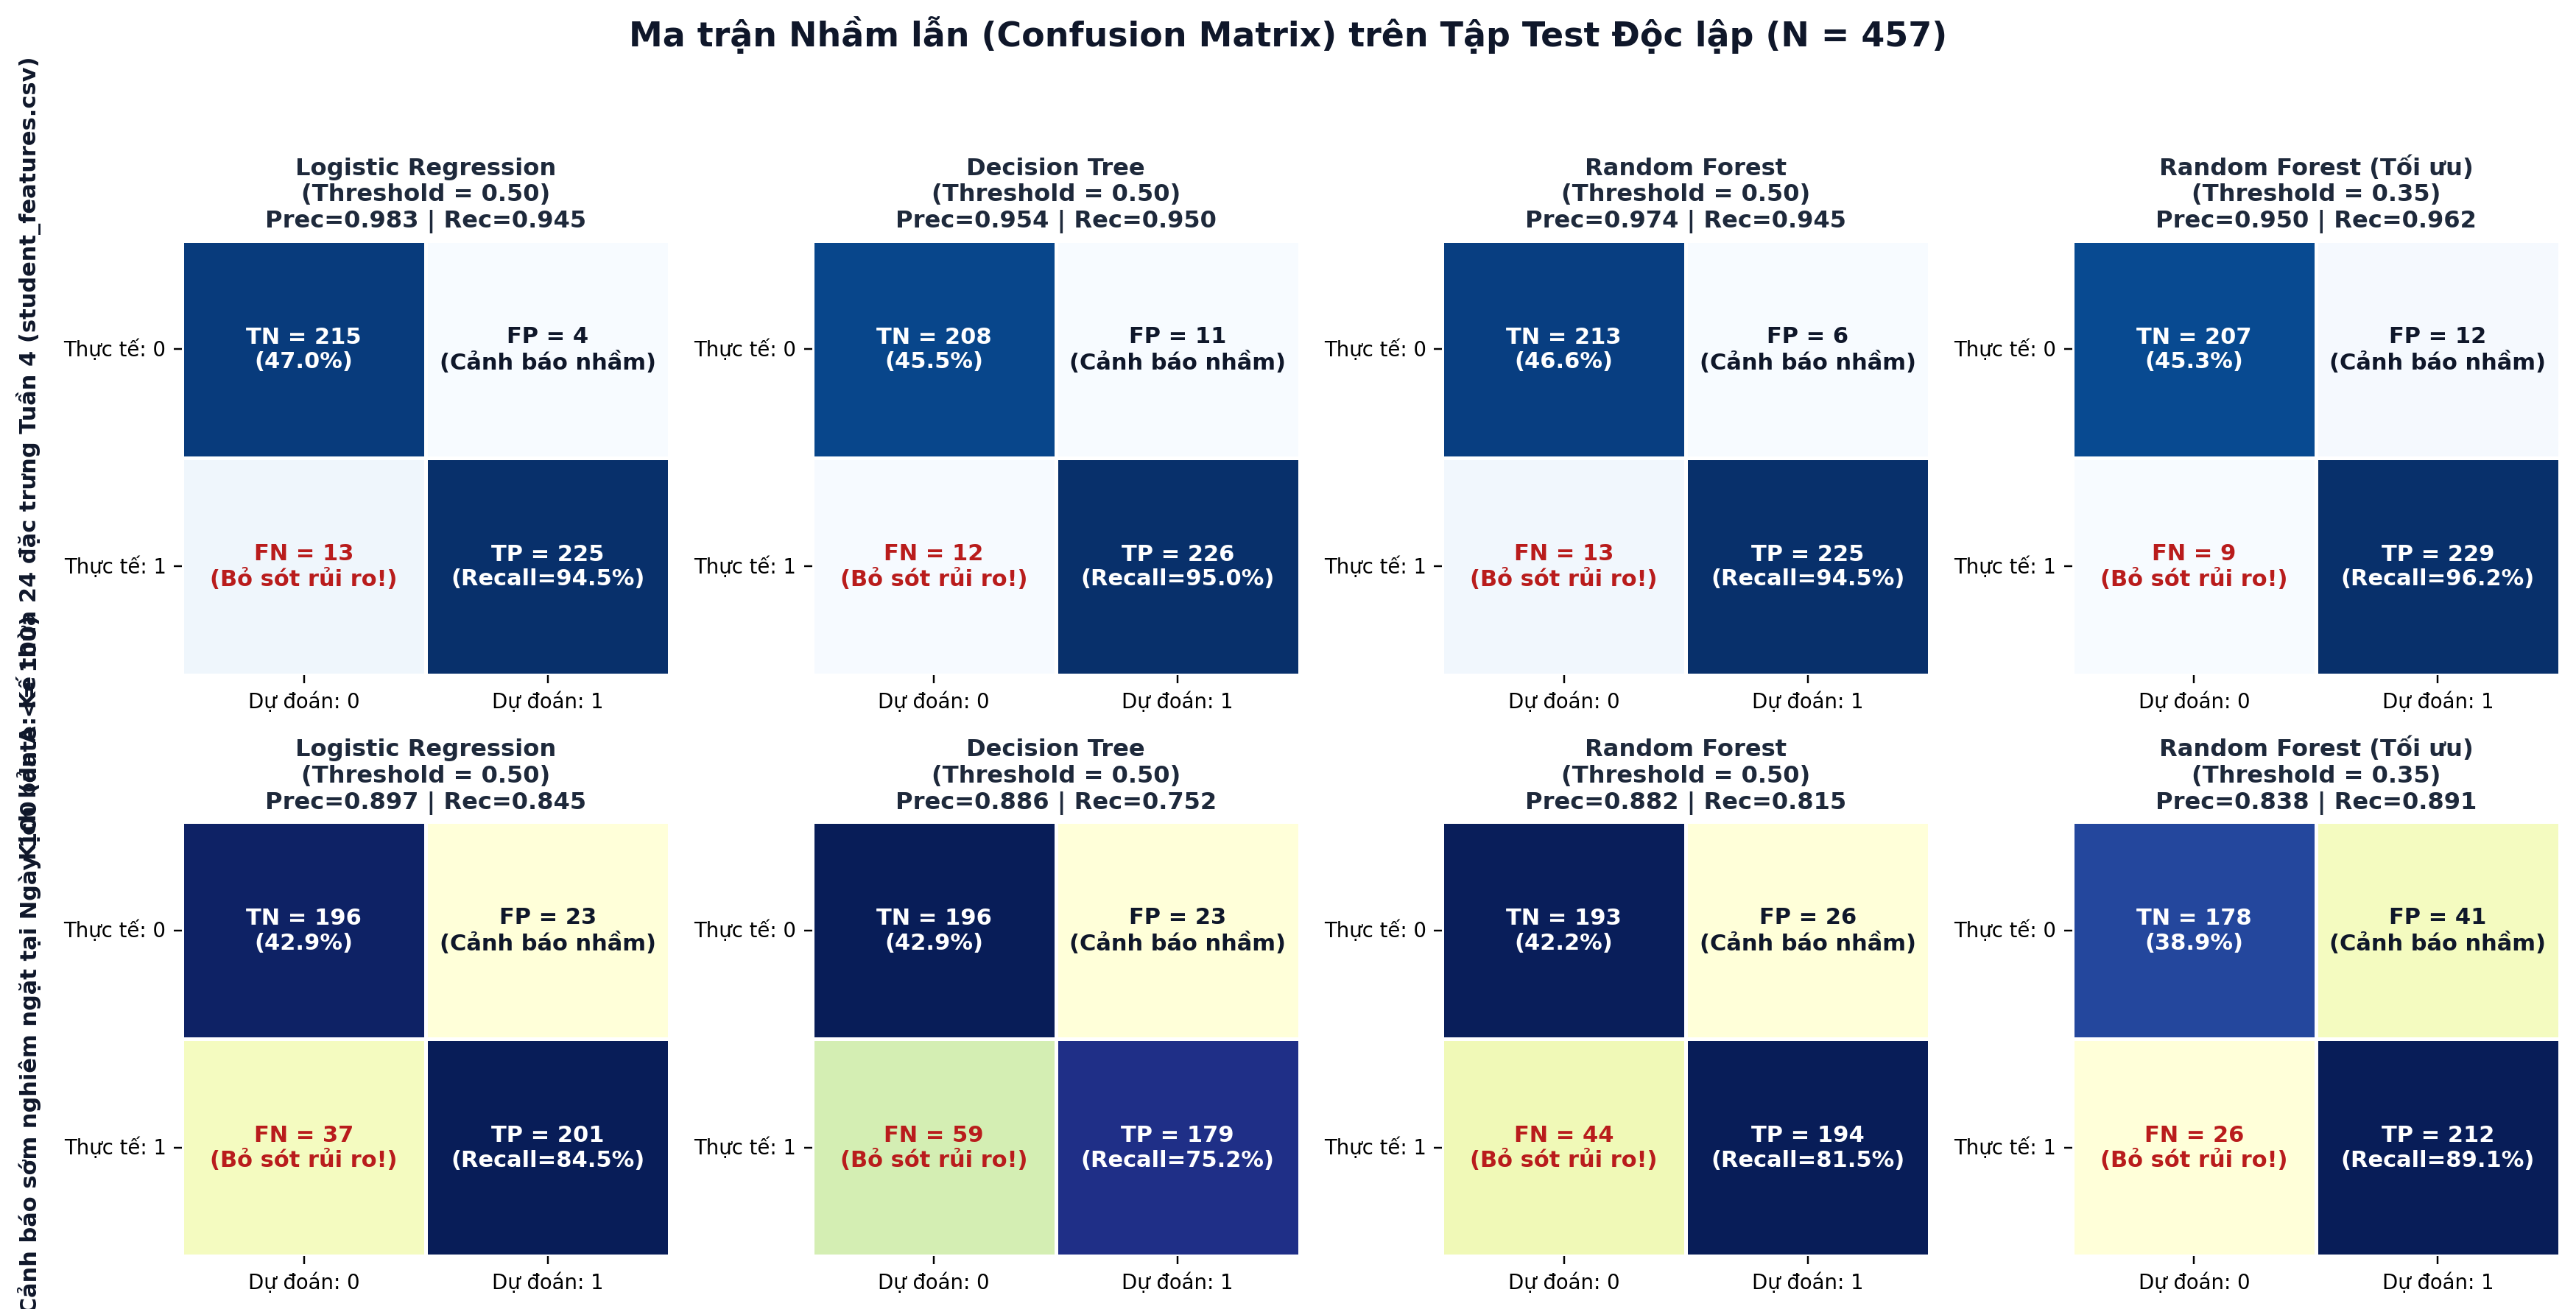 Ma trận Nhầm lẫn (Confusion Matrix) trên Tập Test Độc lập (N = 457)
Logistic Regression
(Threshold = 0.50)
Prec=0.983 | Rec=0.945
Decision Tree
(Threshold = 0.50)
Prec=0.954 | Rec=0.950
Random Forest
(Threshold = 0.50)
Prec=0.974 | Rec=0.945
Random Forest (Tối ưu)
(Threshold = 0.35)
Prec=0.950 | Rec=0.962
Thực tế: 0
TN = 215
(47.0%)
FP = 4
(Cảnh báo nhầm)
Thực tế: 0
TN = 208
(45.5%)
FP = 11
(Cảnh báo nhầm)
Thực tế: 0
TN = 213
(46.6%)
FP = 6
(Cảnh báo nhầm)
Thực tế: 0
TN = 207
(45.3%)
FP = 12
(Cảnh báo nhầm)
Thực tế: 1
FN = 13
(Bỏ sót rủi ro!)
TP = 225
(Recall=94.5%)
Thực tế: 1
FN = 12
(Bỏ sót rủi ro!)
TP = 226
(Recall=95.0%)
Thực tế: 1
FN = 13
(Bỏ sót rủi ro!)
TP = 225
(Recall=94.5%)
Thực tế: 1
FN = 9
(Bỏ sót rủi ro!)
TP = 229
(Recall=96.2%)
Dự đoán: 0
Dự đoán: 1
Dự đoán: 0
Dự đoán: 1
Dự đoán: 0
Dự đoán: 1
Dự đoán: 0
Dự đoán: 1
24 đặc trưng Tuần 4 (student_features.csv)
Logistic Regression
(Threshold = 0.50)
Prec=0.897 | Rec=0.845
Decision Tree
(Threshold = 0.50)
Prec=0.886 | Rec=0.752
Random Forest
(Threshold = 0.50)
Prec=0.882 | Rec=0.815
Random Forest (Tối ưu)
(Threshold = 0.35)
Prec=0.838 | Rec=0.891
Thực tế: 0
TN = 196
(42.9%)
FP = 23
(Cảnh báo nhầm)
Thực tế: 0
TN = 196
(42.9%)
FP = 23
(Cảnh báo nhầm)
Thực tế: 0
TN = 193
(42.2%)
FP = 26
(Cảnh báo nhầm)
Thực tế: 0
TN = 178
(38.9%)
FP = 41
(Cảnh báo nhầm)
Thực tế: 1
FN = 37
(Bỏ sót rủi ro!)
TP = 201
(Recall=84.5%)
Thực tế: 1
FN = 59
(Bỏ sót rủi ro!)
TP = 179
(Recall=75.2%)
Thực tế: 1
FN = 44
(Bỏ sót rủi ro!)
TP = 194
(Recall=81.5%)
Thực tế: 1
FN = 26
(Bỏ sót rủi ro!)
TP = 212
(Recall=89.1%)
Dự đoán: 0
Dự đoán: 1
Dự đoán: 0
Dự đoán: 1
Dự đoán: 0
Dự đoán: 1
Dự đoán: 0
Dự đoán: 1
Cảnh báo sớm nghiêm ngặt tại Ngày